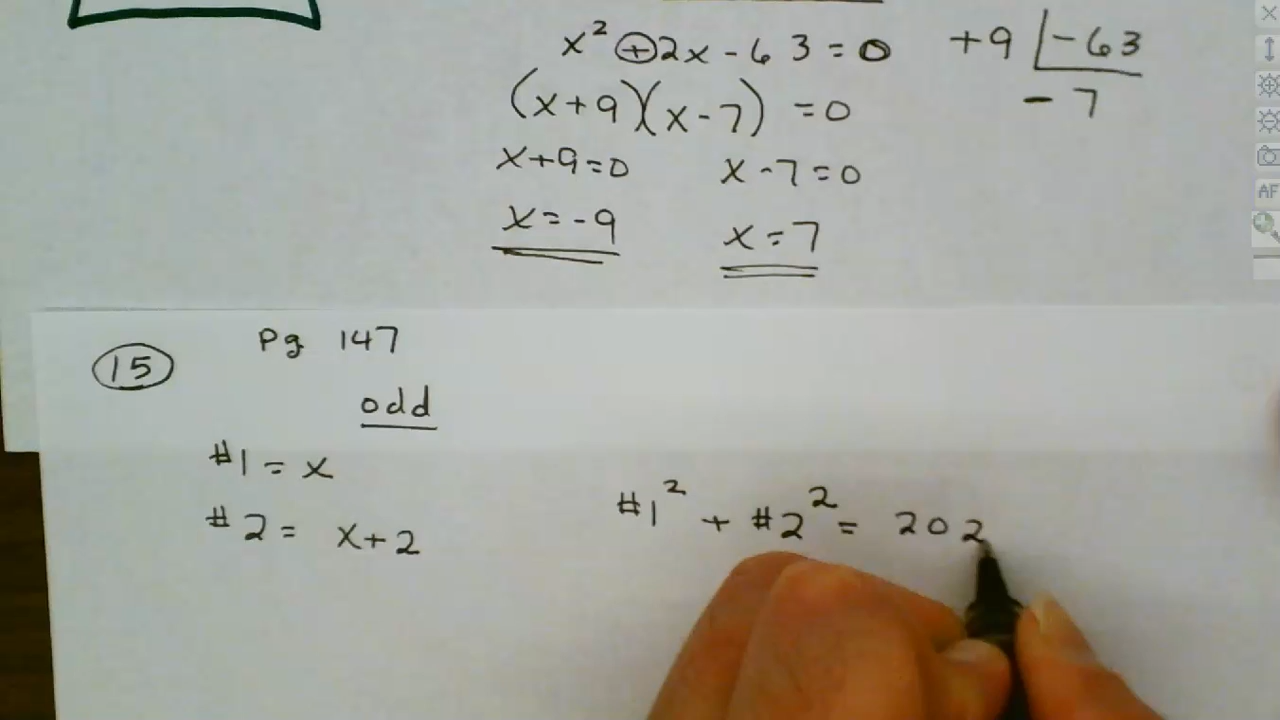 x² + 2x - 63 = 0
+9 | -63
- 7
(x+9)(x-7) = 0
x+9=0 x-7=0
x=-9 x=7
15 Pg 147
odd
#1 = x
#2 = x+2
#1² + #2² = 202
AF